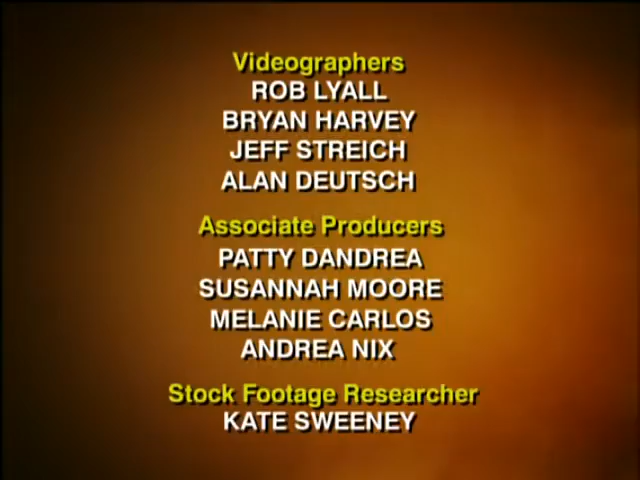 Videographers
ROB LYALL
BRYAN HARVEY
JEFF STREICH
ALAN DEUTSCH
Associate Producers
PATTY DANDREA
SUSANNAH MOORE
MELANIE CARLOS
ANDREA NIX
Stock Footage Researcher
KATE SWEENEY